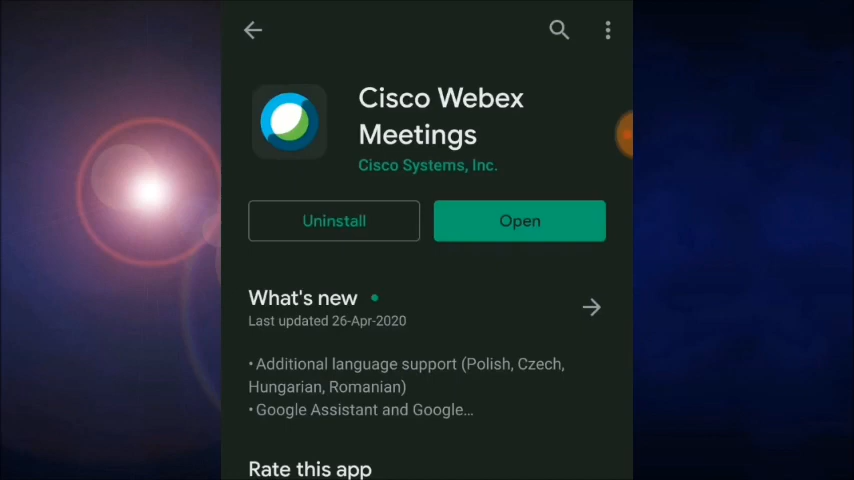 Cisco Webex
Meetings
Cisco Systems, Inc.
Uninstall
Open
What's new
Last updated 26-Apr-2020
• Additional language support (Polish, Czech,
Hungarian, Romanian)
• Google Assistant and Google...
Rate this app